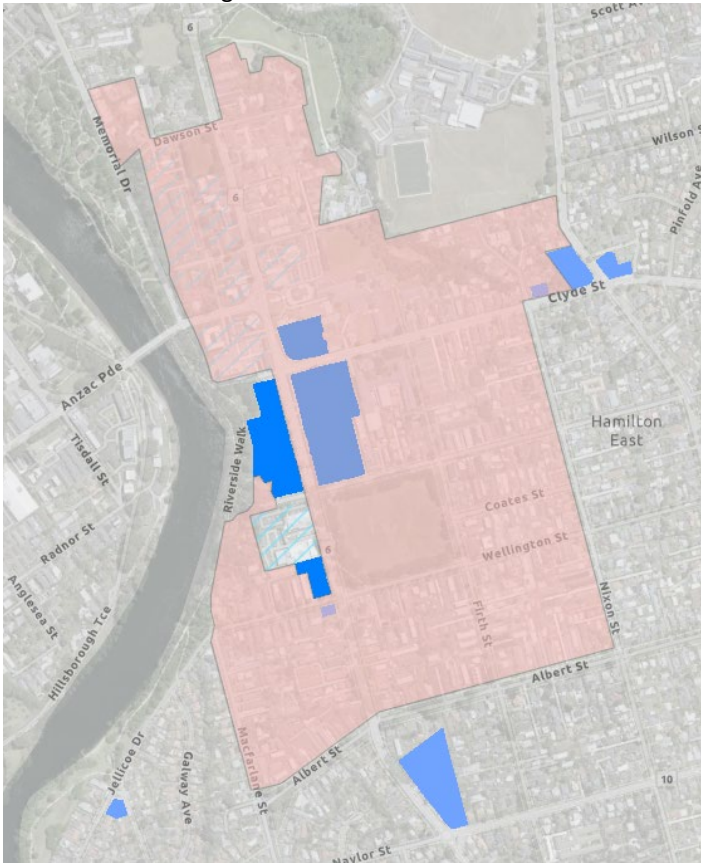 Scott A
6
Memorial Dr
Dawson St
Wilson S
6
Pinfold Ave
Clyde St
Anzac Pde
Hamilton
East
Tisdall St
Riverside Walk
Coates St
Radnor St
6
Wellington St
Anglesea St
Nixon St
Firth St
Hillsborough Tce
Albert St
Macfarlane St
Albert St
Jellicoe Dr
Galway Ave
10
Naylor St